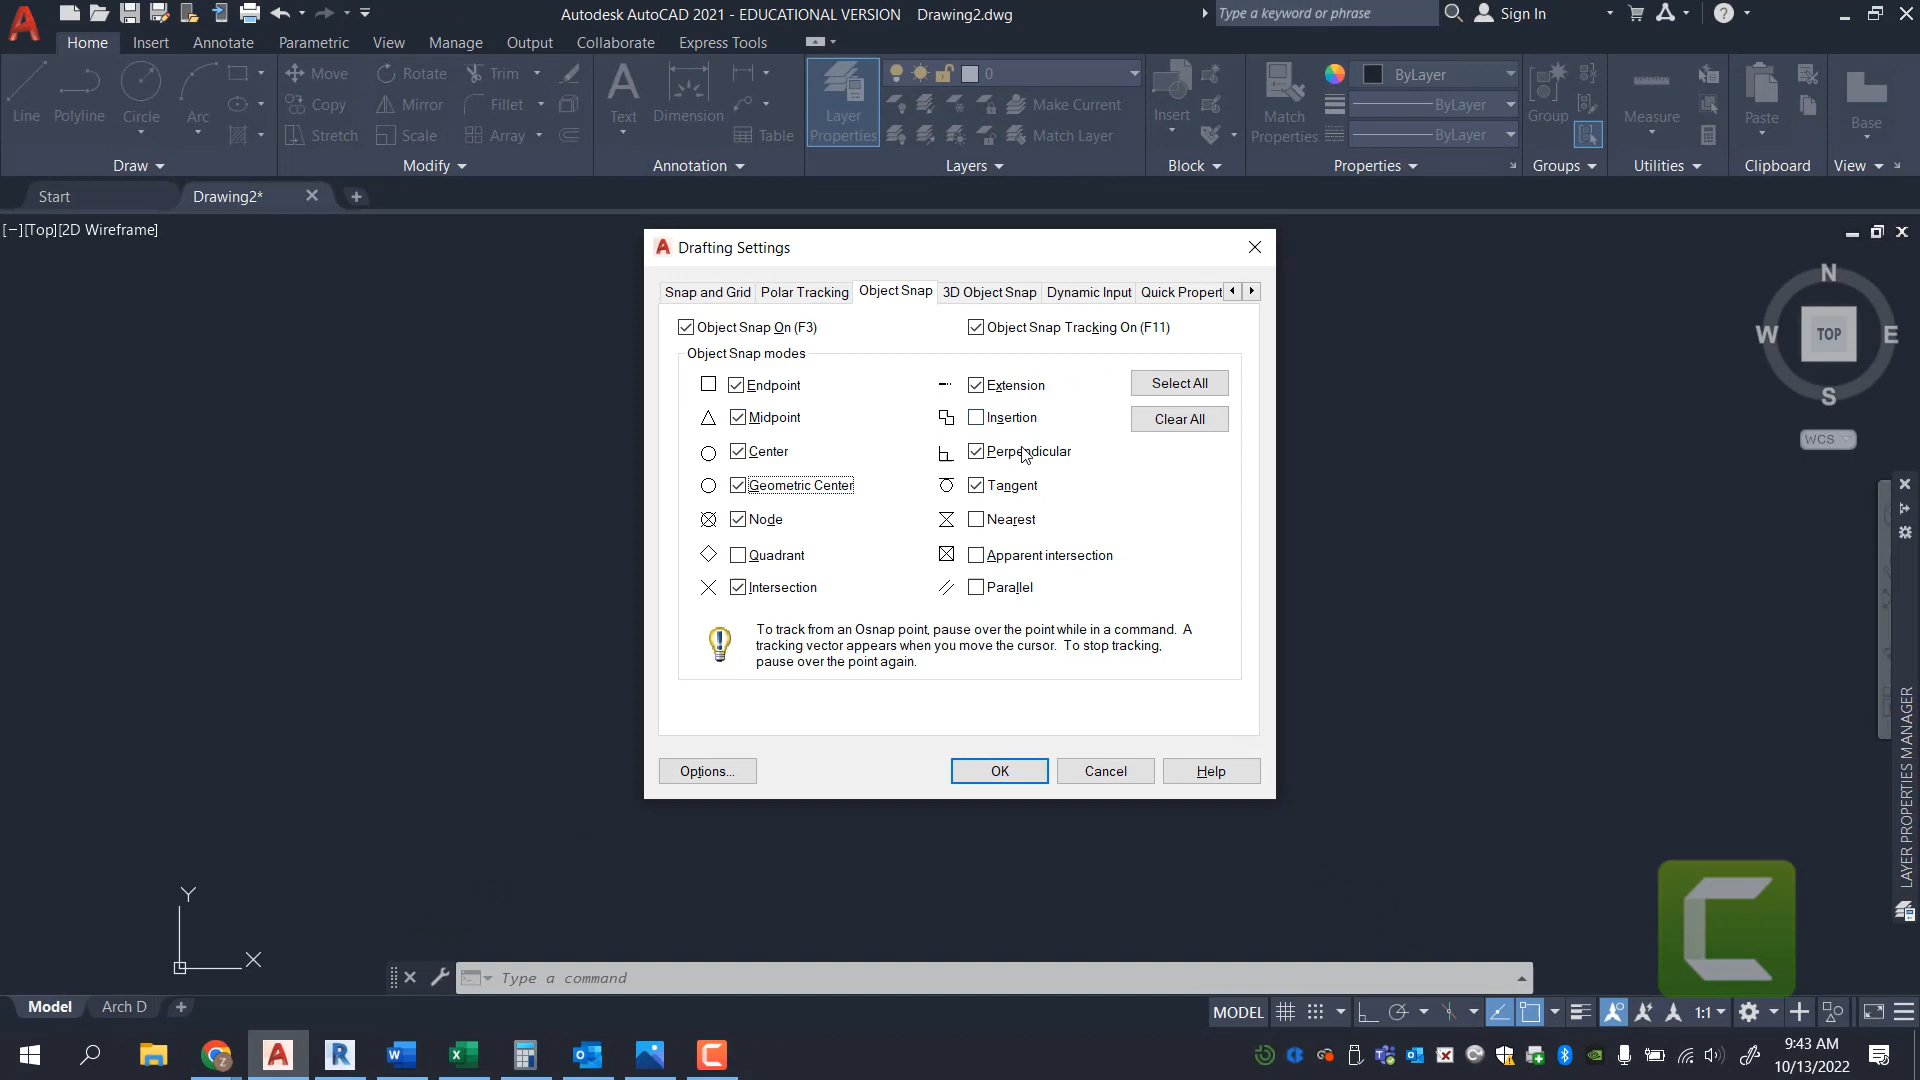 Autodesk AutoCAD 2021 - EDUCATIONAL VERSION Drawing2.dwg
Type a keyword or phrase
Sign In
Home Insert Annotate Parametric View Manage Output Collaborate Express Tools
Line Polyline Circle Arc
Move Rotate Trim
Copy Mirror Fillet
Stretch Scale Array
Text Dimension
Table
Layer Properties
0
Make Current
Match Layer
Insert
Match Properties
ByLayer
ByLayer
ByLayer
Group
Measure
Paste
Base
Draw Modify Annotation Layers Block Properties Groups Utilities Clipboard View
Start Drawing2*
[−][Top][2D Wireframe]
N
W TOP E
S
WCS
Drafting Settings
Snap and Grid Polar Tracking Object Snap 3D Object Snap Dynamic Input Quick Propert
Object Snap On (F3) Object Snap Tracking On (F11)
Object Snap modes
Endpoint Extension Select All
Midpoint Insertion Clear All
Center Perpendicular
Geometric Center Tangent
Node Nearest
Quadrant Apparent intersection
Intersection Parallel
To track from an Osnap point, pause over the point while in a command. A
tracking vector appears when you move the cursor. To stop tracking,
pause over the point again.
Options... OK Cancel Help
LAYER PROPERTIES MANAGER
Y
X
Type a command
Model Arch D
MODEL 1:1
9:43 AM
10/13/2022